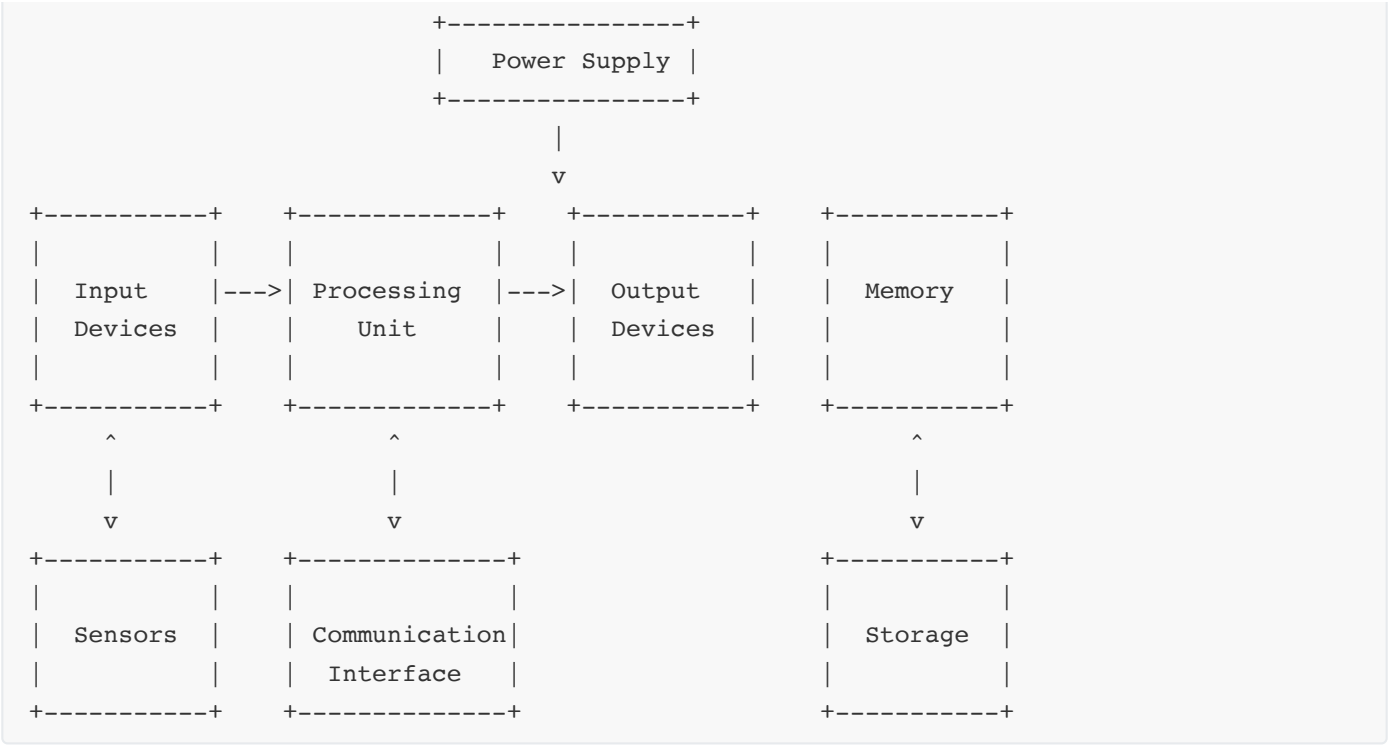 +----------------+
                          |   Power Supply |
                          +----------------+
                                  |
                                  v
+-----------+    +-------------+    +-----------+    +-----------+
|           |    |             |    |           |    |           |
|  Input    |--->| Processing  |--->|  Output   |    |  Memory   |
|  Devices  |    |    Unit     |    |  Devices  |    |           |
|           |    |             |    |           |    |           |
+-----------+    +-------------+    +-----------+    +-----------+
     ^                  ^                                  ^
     |                  |                                  |
     v                  v                                  v
+-----------+    +--------------+                    +-----------+
|           |    |              |                    |           |
|  Sensors  |    | Communication|                    |  Storage  |
|           |    |  Interface   |                    |           |
+-----------+    +--------------+                    +-----------+